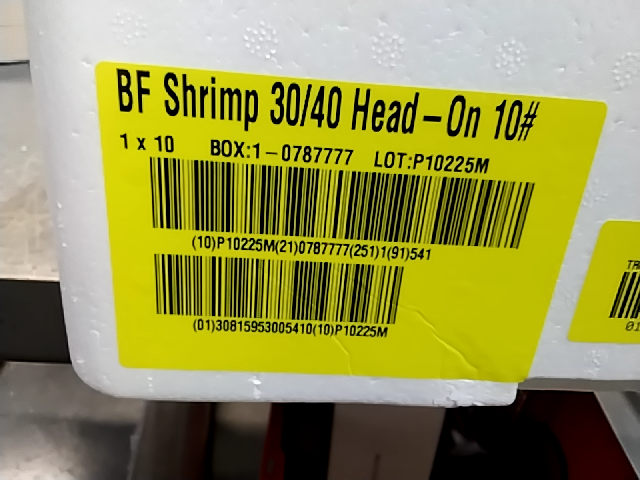 BF Shrimp 30/40 Head-On 10#
1 x 10 BOX:1-0787777 LOT:P10225M
(10)P10225M(21)0787777(251)1(91)541
(01)30815953005410(10)P10225M